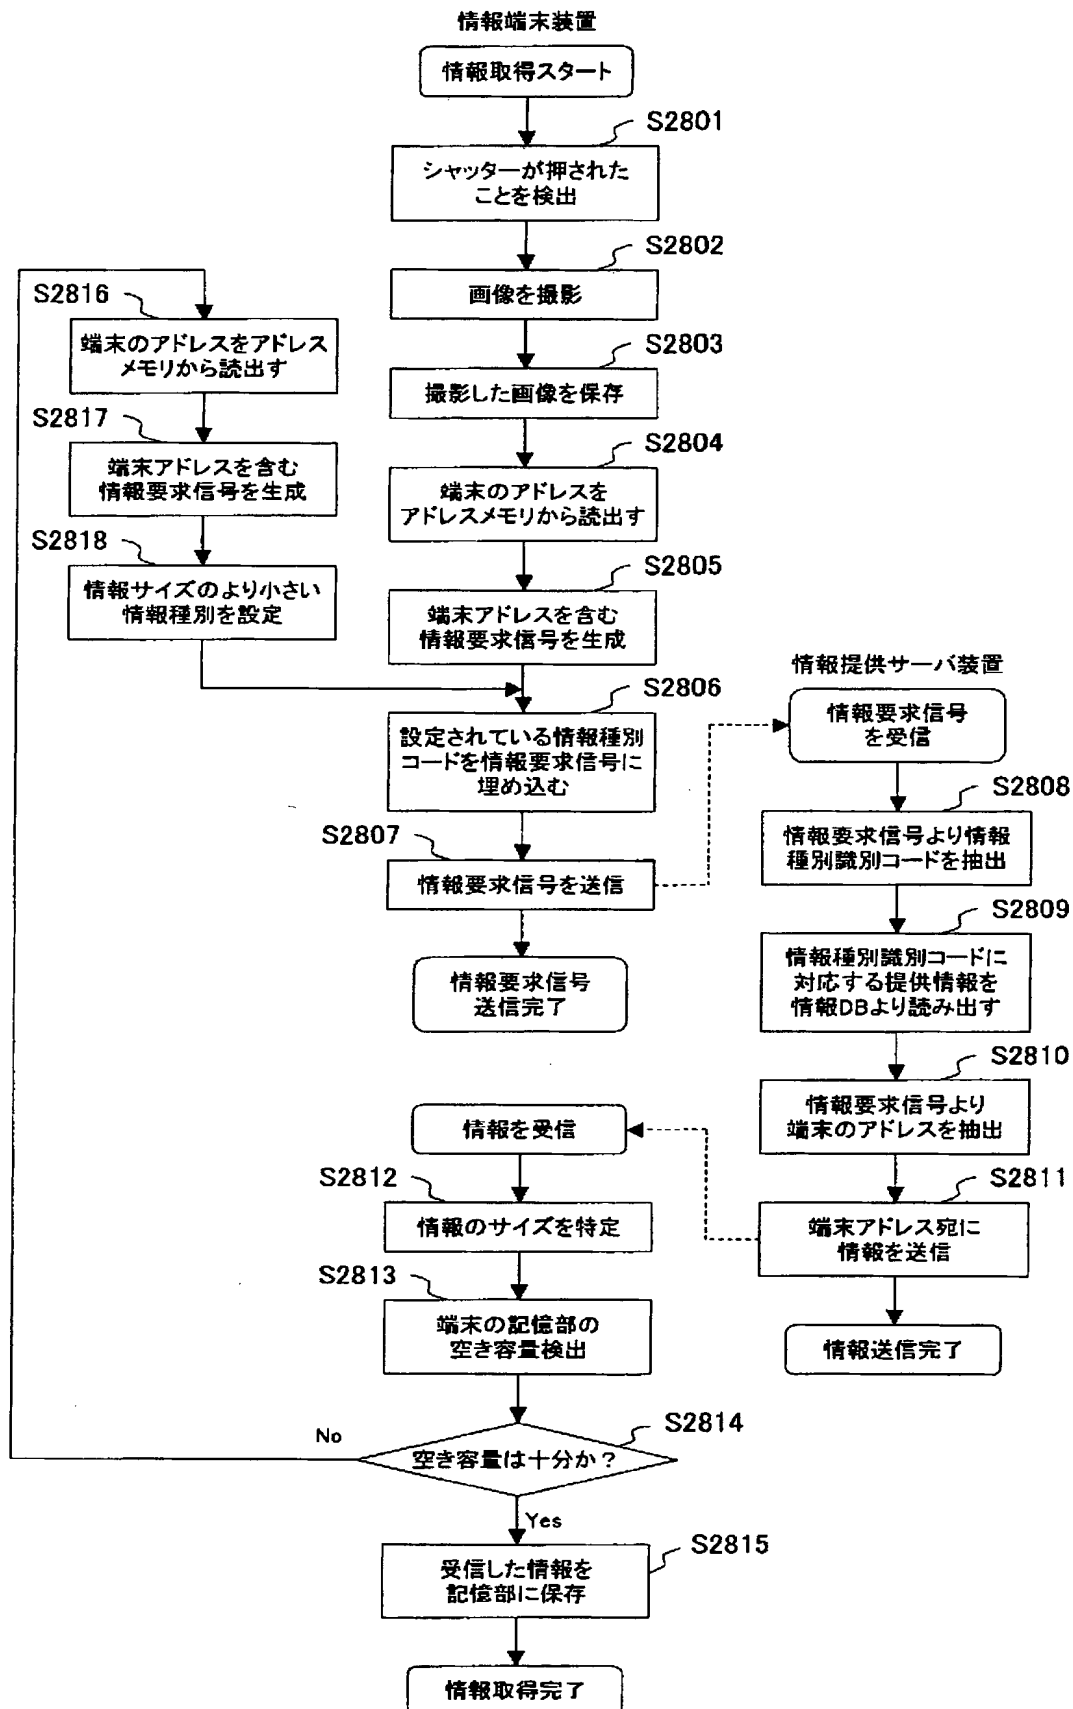 情報端末装置
情報取得スタート
S2801
シャッターが押された
ことを検出
S2802
画像を撮影
S2803
撮影した画像を保存
S2804
端末のアドレスを
アドレスメモリから読出す
S2805
端末アドレスを含む
情報要求信号を生成
S2816
端末のアドレスをアドレス
メモリから読出す
S2817
端末アドレスを含む
情報要求信号を生成
S2818
情報サイズのより小さい
情報種別を設定
S2806
設定されている情報種別
コードを情報要求信号に
埋め込む
S2807
情報要求信号を送信
情報要求信号
送信完了
情報提供サーバ装置
情報要求信号
を受信
S2808
情報要求信号より情報
種別識別コードを抽出
S2809
情報種別識別コードに
対応する提供情報を
情報DBより読み出す
S2810
情報要求信号より
端末のアドレスを抽出
S2811
端末アドレス宛に
情報を送信
情報送信完了
情報を受信
S2812
情報のサイズを特定
S2813
端末の記憶部の
空き容量検出
S2814
空き容量は十分か？
No
Yes
S2815
受信した情報を
記憶部に保存
情報取得完了